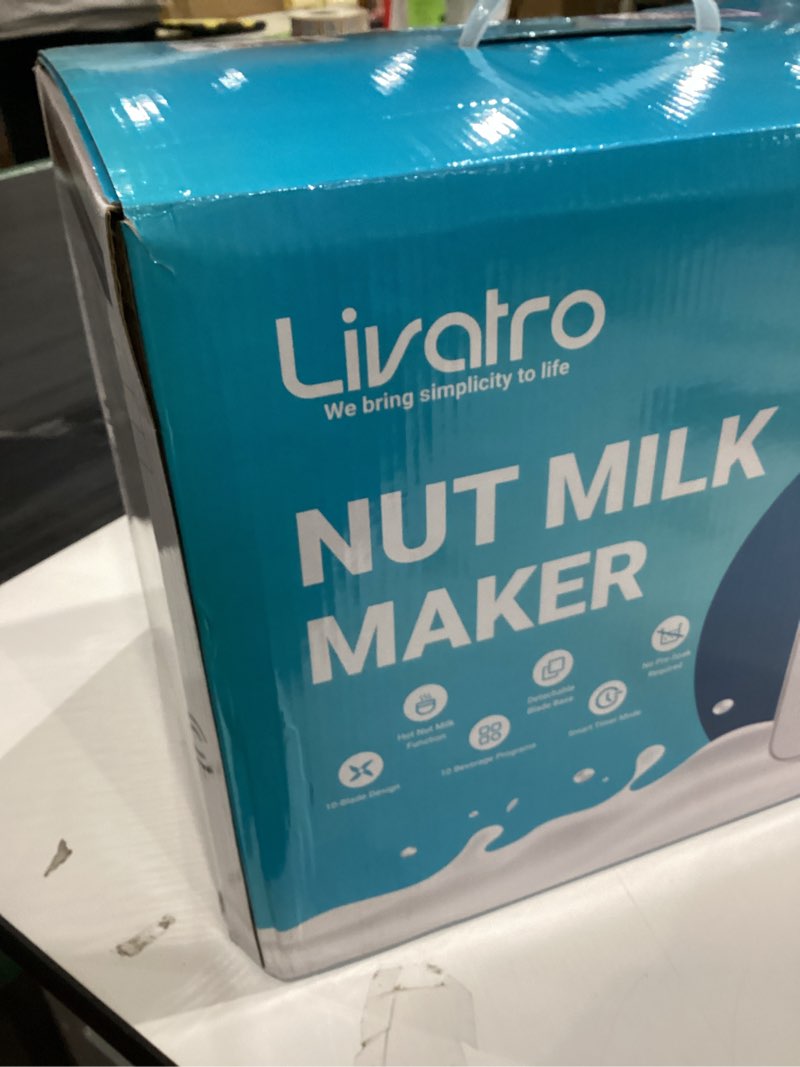 Livatro
We bring simplicity to life
NUT MILK
MAKER
10-Blade Design
Hot Nut Milk
Function
10 Beverage Programs
Detachable
Blade Base
Smart Timer Mode
No Pre-Soak
Required